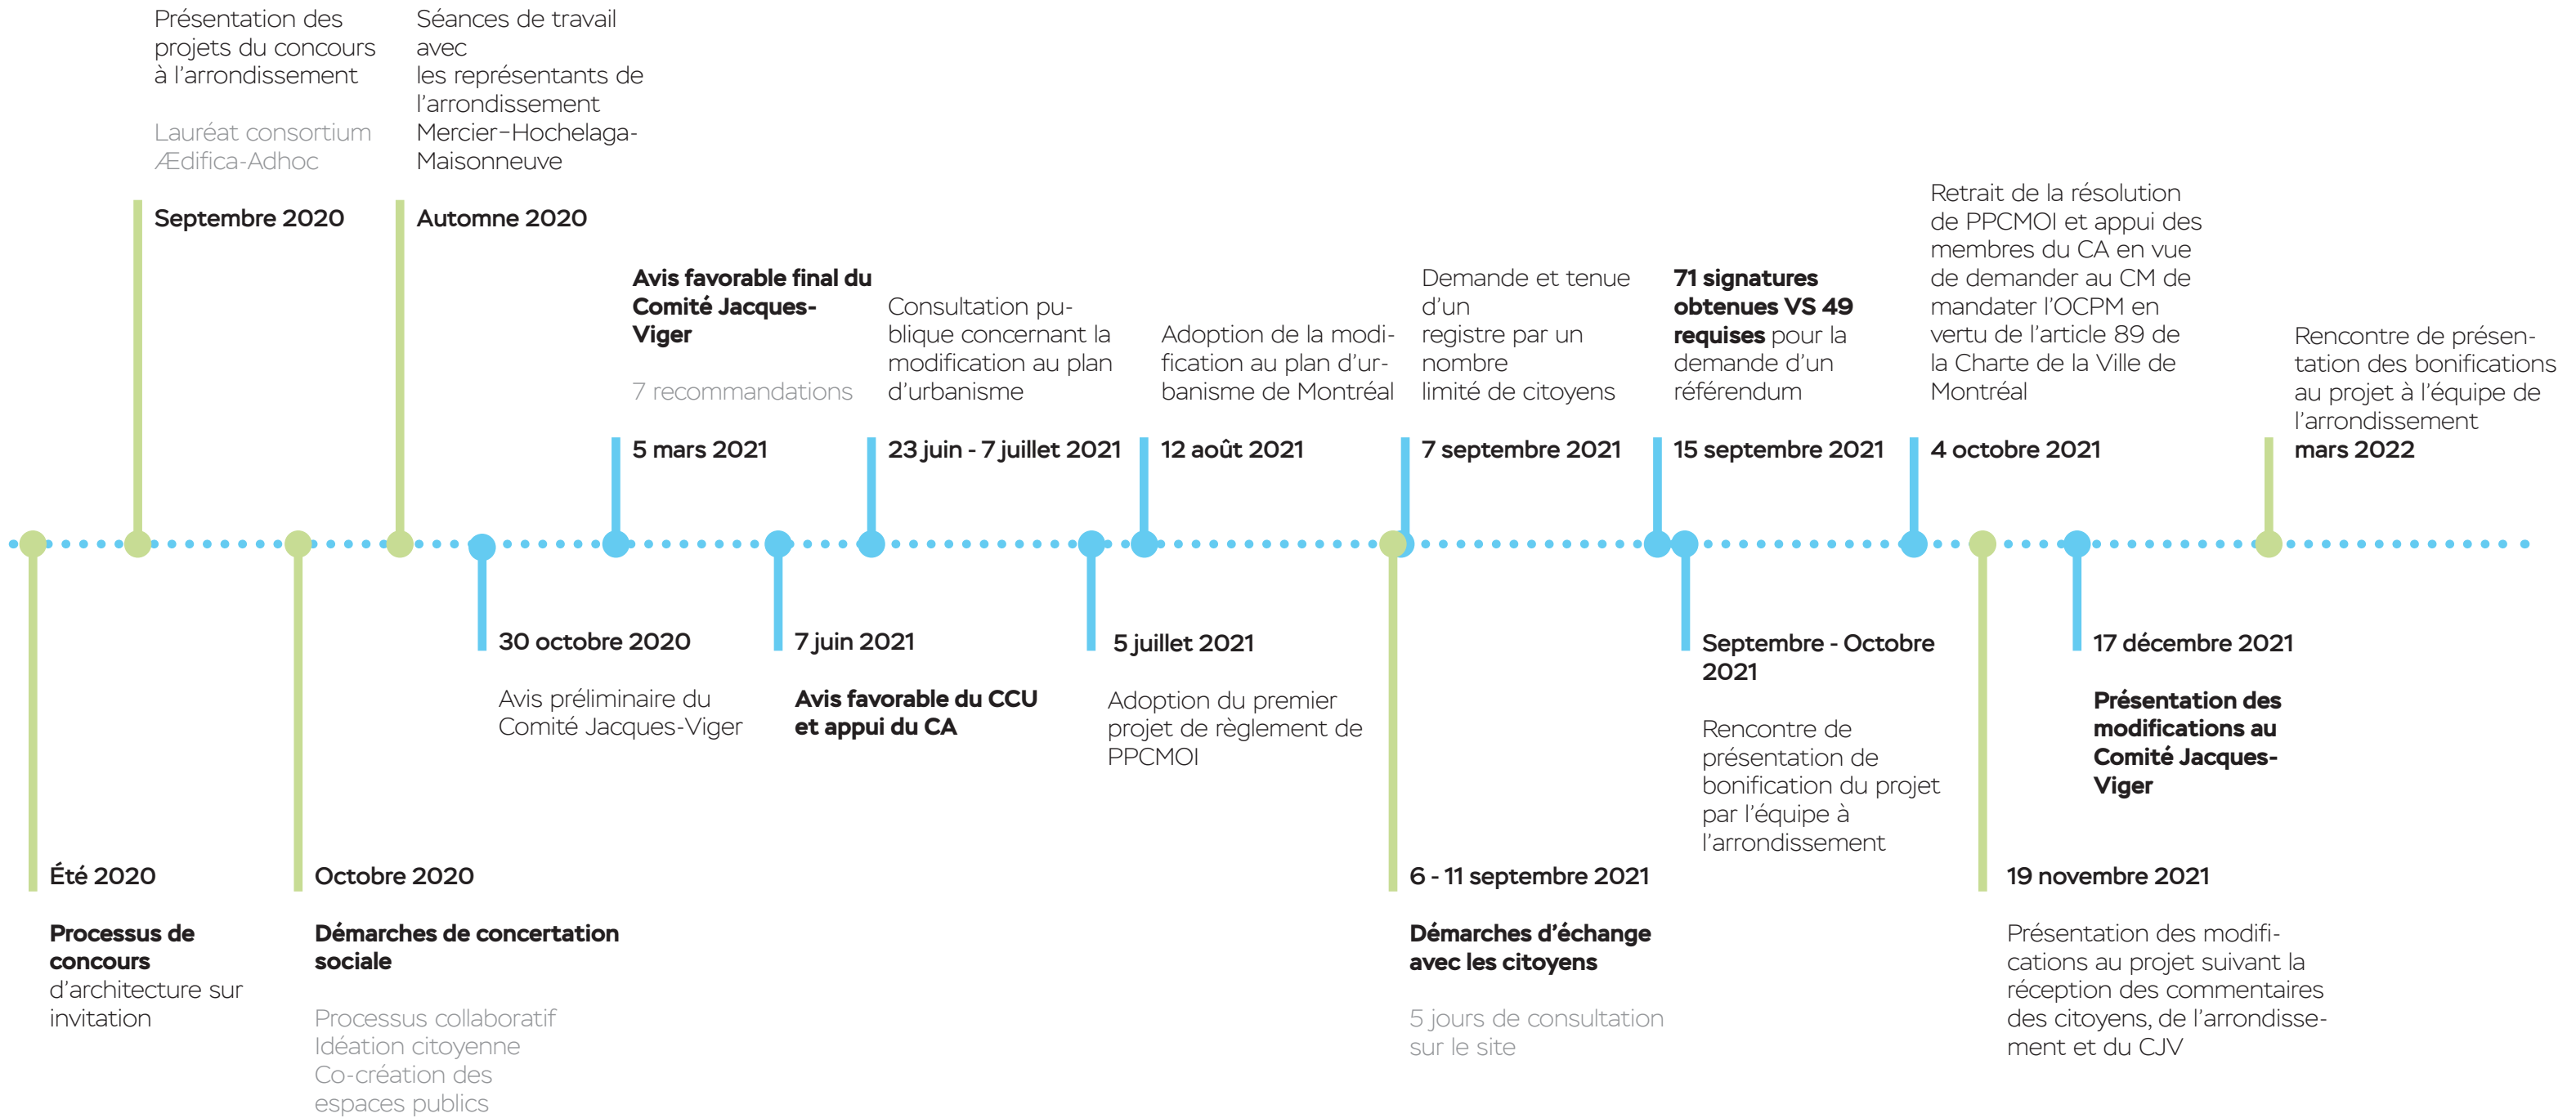 Présentation des
projets du concours
à l'arrondissement
Lauréat consortium
Ædifica-Adhoc
Septembre 2020
Séances de travail
avec
les représentants de
l'arrondissement
Mercier–Hochelaga-
Maisonneuve
Automne 2020
Avis favorable final du
Comité Jacques-
Viger
7 recommandations
5 mars 2021
Consultation pu-
blique concernant la
modification au plan
d'urbanisme
23 juin - 7 juillet 2021
Adoption de la modi-
fication au plan d'ur-
banisme de Montréal
12 août 2021
Demande et tenue
d'un
registre par un
nombre
limité de citoyens
7 septembre 2021
71 signatures
obtenues VS 49
requises pour la
demande d'un
référendum
15 septembre 2021
Retrait de la résolution
de PPCMOI et appui des
membres du CA en vue
de demander au CM de
mandater l'OCPM en
vertu de l'article 89 de
la Charte de la Ville de
Montréal
4 octobre 2021
Rencontre de présen-
tation des bonifications
au projet à l'équipe de
l'arrondissement
mars 2022
Été 2020
Processus de
concours
d'architecture sur
invitation
Octobre 2020
Démarches de concertation
sociale
Processus collaboratif
Idéation citoyenne
Co-création des
espaces publics
30 octobre 2020
Avis préliminaire du
Comité Jacques-Viger
7 juin 2021
Avis favorable du CCU
et appui du CA
5 juillet 2021
Adoption du premier
projet de règlement de
PPCMOI
6 - 11 septembre 2021
Démarches d'échange
avec les citoyens
5 jours de consultation
sur le site
Septembre - Octobre
2021
Rencontre de
présentation de
bonification du projet
par l'équipe à
l'arrondissement
19 novembre 2021
Présentation des modifi-
cations au projet suivant la
réception des commentaires
des citoyens, de l'arrondisse-
ment et du CJV
17 décembre 2021
Présentation des
modifications au
Comité Jacques-
Viger